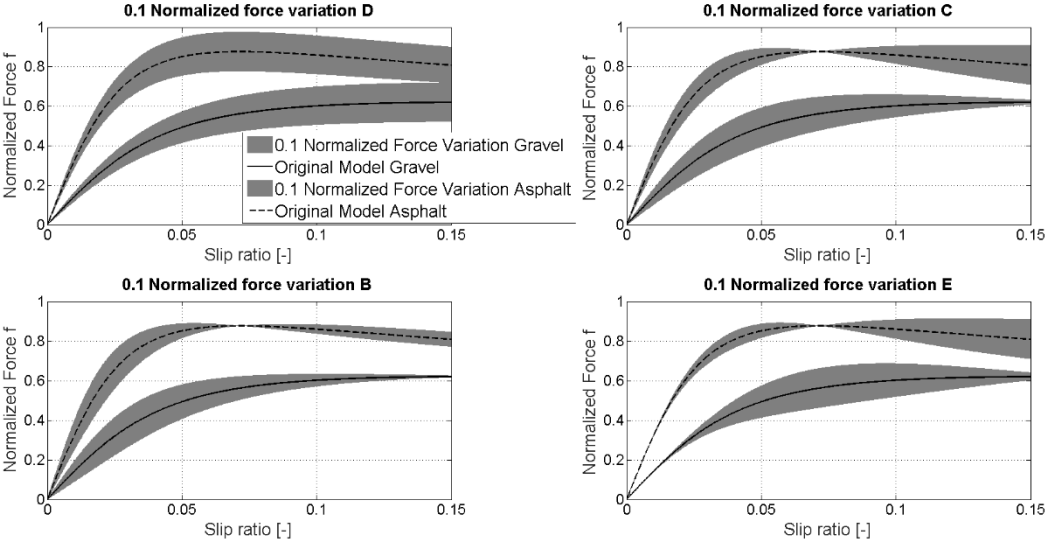 0.1 Normalized force variation D
Normalized Force f
1
0.8
0.6
0.4
0.2
0
0
0.05
0.1
0.15
Slip ratio [-]
0.1 Normalized Force Variation Gravel
Original Model Gravel
0.1 Normalized Force Variation Asphalt
Original Model Asphalt
0.1 Normalized force variation C
Normalized Force f
1
0.8
0.6
0.4
0.2
0
0
0.05
0.1
0.15
Slip ratio [-]
0.1 Normalized force variation B
Normalized Force f
1
0.8
0.6
0.4
0.2
0
0
0.05
0.1
0.15
Slip ratio [-]
0.1 Normalized force variation E
Normalized Force f
1
0.8
0.6
0.4
0.2
0
0
0.05
0.1
0.15
Slip ratio [-]